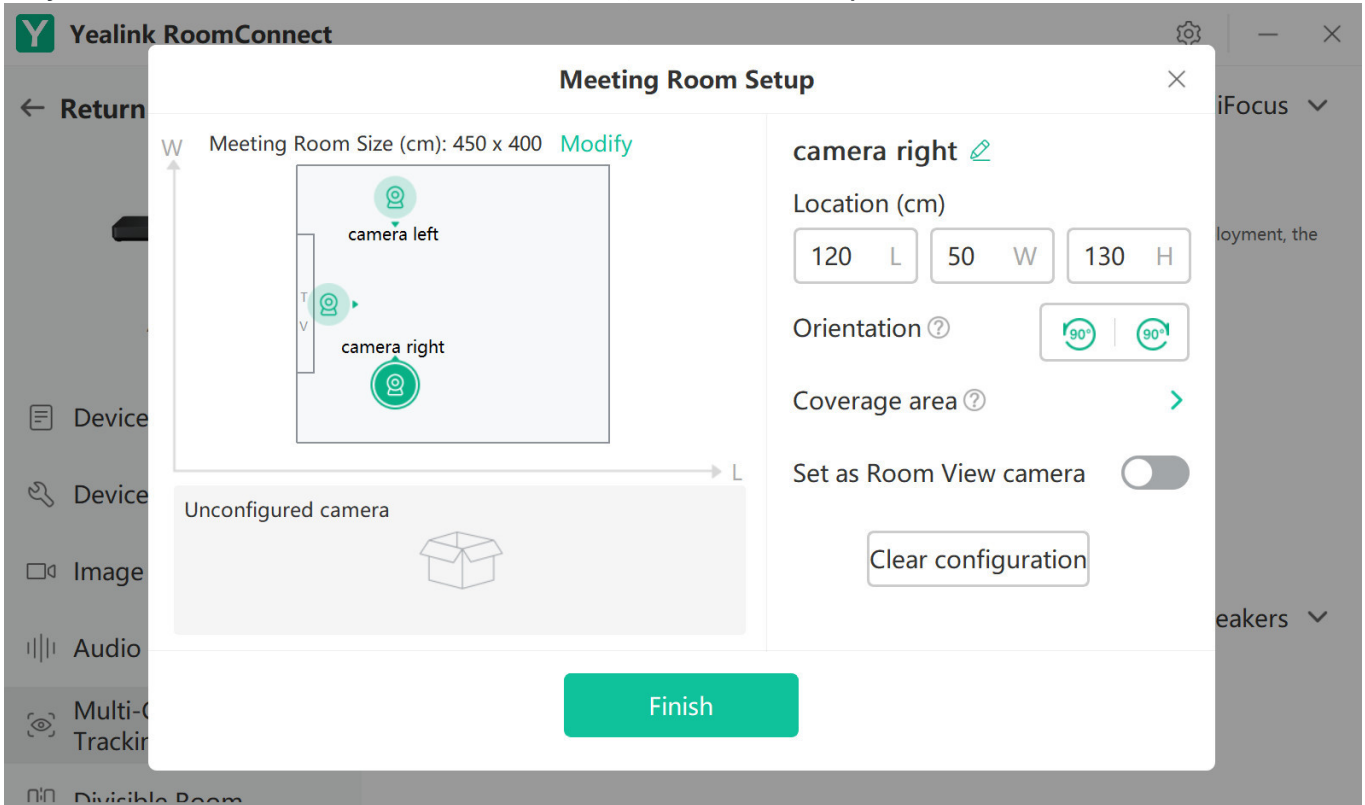 Yealink RoomConnect
Return
iFocus
loyment, the
Device
Device
Image
Audio
Multi-C
Trackin
Divisible Room
eakers
Meeting Room Setup
W
Meeting Room Size (cm): 450 x 400 Modify
camera left
T
V
camera right
L
Unconfigured camera
camera right
Location (cm)
120 L 50 W 130 H
Orientation ?
90° 90°
Coverage area ?
Set as Room View camera
Clear configuration
Finish